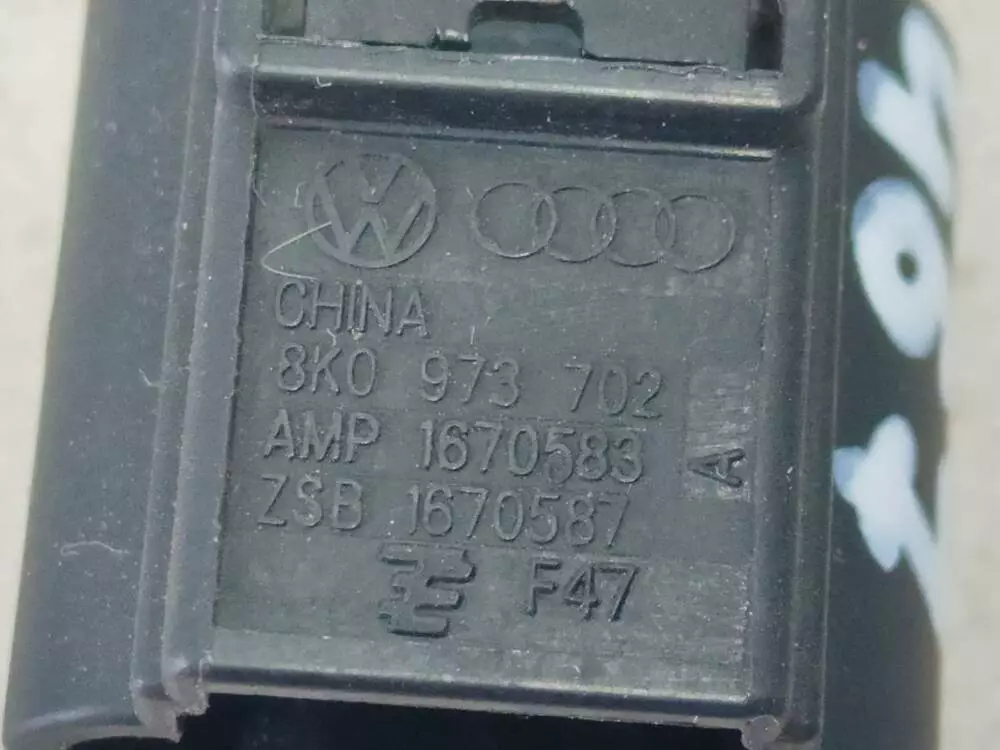 CHINA
8K0 973 702
AMP 1670583
ZSB 1670587
F47